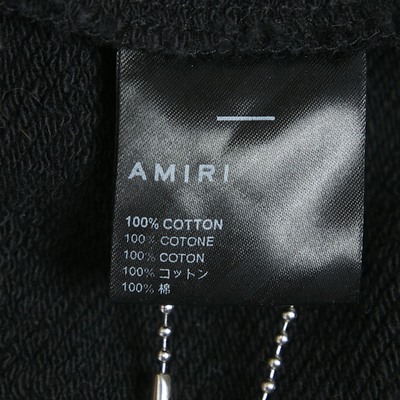 AMIRI
100% COTTON
100% COTONE
100% COTON
100% コットン
100% 棉